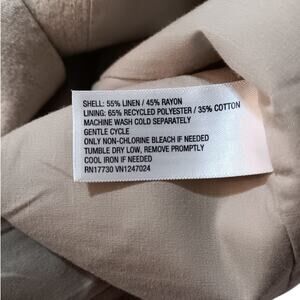 SHELL: 55% LINEN / 45% RAYON
LINING: 65% RECYCLED POLYESTER / 35% COTTON
MACHINE WASH COLD SEPARATELY
GENTLE CYCLE
ONLY NON-CHLORINE BLEACH IF NEEDED
TUMBLE DRY LOW, REMOVE PROMPTLY
COOL IRON IF NEEDED
RN17730 VN1247024